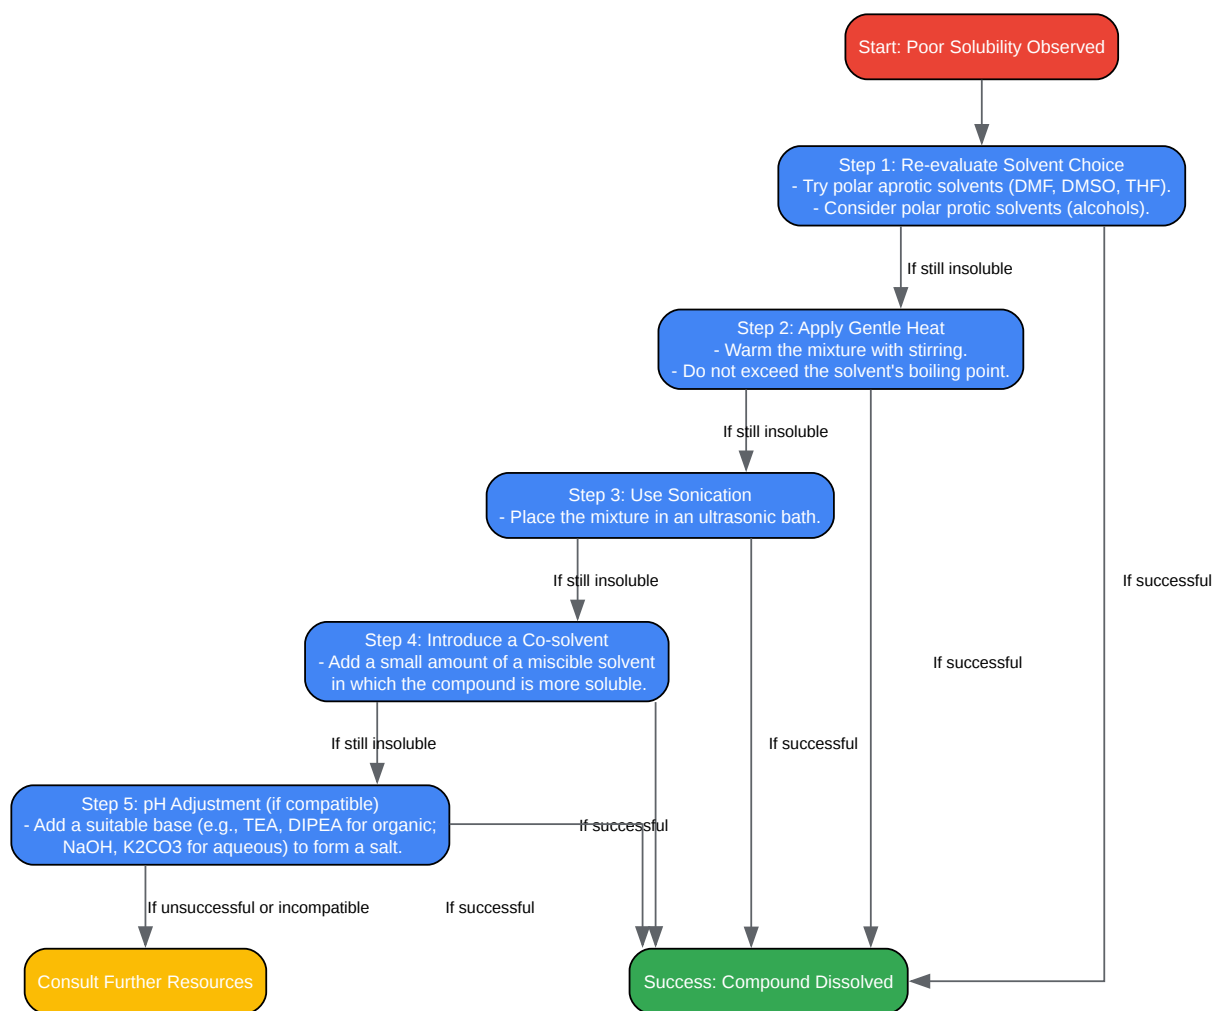 Start: Poor Solubility Observed
Step 1: Re-evaluate Solvent Choice
- Try polar aprotic solvents (DMF, DMSO, THF).
- Consider polar protic solvents (alcohols).
If still insoluble
Step 2: Apply Gentle Heat
- Warm the mixture with stirring.
- Do not exceed the solvent's boiling point.
If still insoluble
Step 3: Use Sonication
- Place the mixture in an ultrasonic bath.
If still insoluble
If successful
Step 4: Introduce a Co-solvent
- Add a small amount of a miscible solvent
in which the compound is more soluble.
If successful
If still insoluble
If successful
Step 5: pH Adjustment (if compatible)
- Add a suitable base (e.g., TEA, DIPEA for organic;
NaOH, K2CO3 for aqueous) to form a salt.
If successful
If unsuccessful or incompatible
If successful
Consult Further Resources
Success: Compound Dissolved